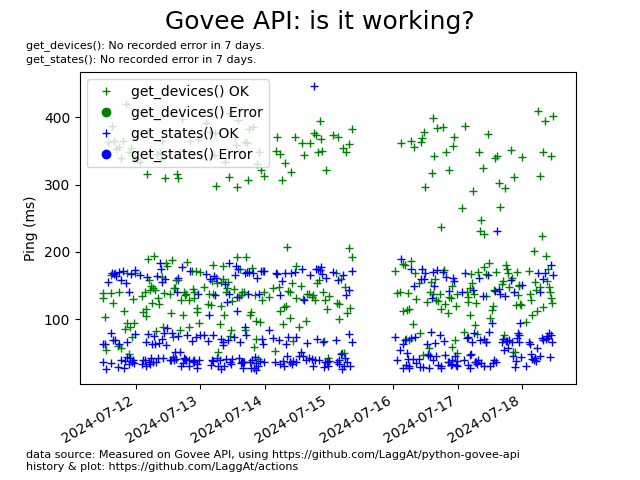 Govee API: is it working?
get_devices(): No recorded error in 7 days.
get_states(): No recorded error in 7 days.
get_devices() OK
get_devices() Error
get_states() OK
get_states() Error
400
300
200
100
Ping (ms)
2024-07-12
2024-07-13
2024-07-14
2024-07-15
2024-07-16
2024-07-17
2024-07-18
data source: Measured on Govee API, using https://github.com/LaggAt/python-govee-api
history & plot: https://github.com/LaggAt/actions